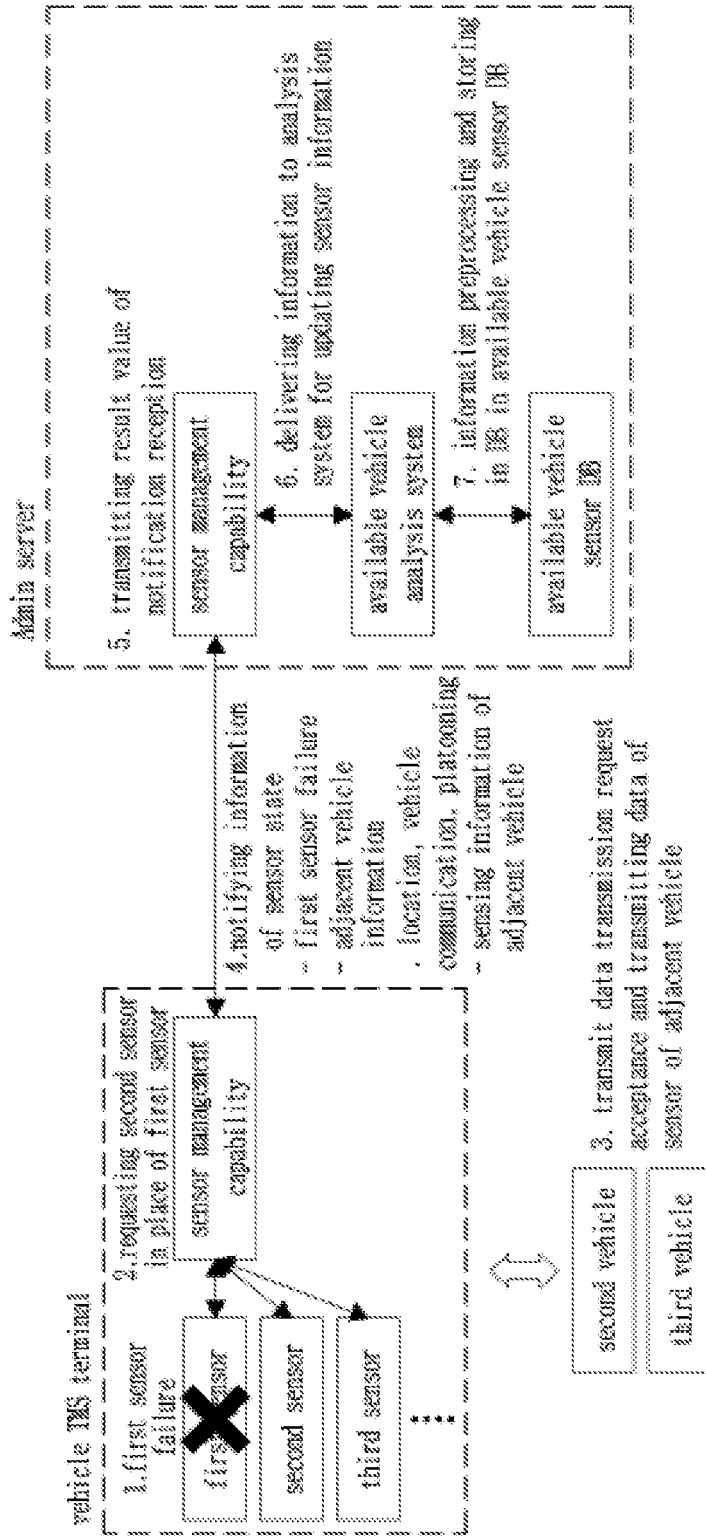 vehicle TMS terminal
1.first sensor
failure
2.requesting second sensor
in place of first sensor
first sensor
second sensor
third sensor
sensor management
capability
second vehicle
third vehicle
3. transmit data transmission request
acceptance and transmitting data of
sensor of adjacent vehicle
4.notifying information
of sensor state
- first sensor failure
- adjacent vehicle
information
. location, vehicle
communication, platooning
- sensing information of
adjacent vehicle
Admin server
5. transmitting result value of
notification reception
sensor management
capability
6. delivering information to analysis
system for updating sensor information
available vehicle
analysis system
7. information preprocessing and storing
in DB in available vehicle sensor DB
available vehicle
sensor DB